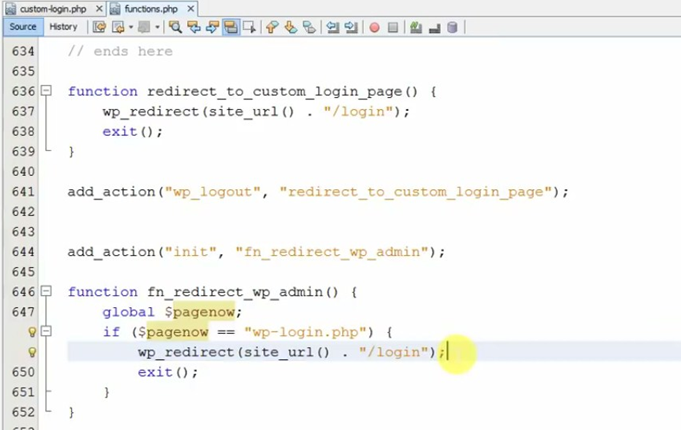 custom-login.php functions.php
Source History
634 // ends here
635
636 function redirect_to_custom_login_page() {
637 wp_redirect(site_url() . "/login");
638 exit();
639 }
640
641 add_action("wp_logout", "redirect_to_custom_login_page");
642
643
644 add_action("init", "fn_redirect_wp_admin");
645
646 function fn_redirect_wp_admin() {
647 global $pagenow;
if ($pagenow == "wp-login.php") {
wp_redirect(site_url() . "/login");
650 exit();
651 }
652 }